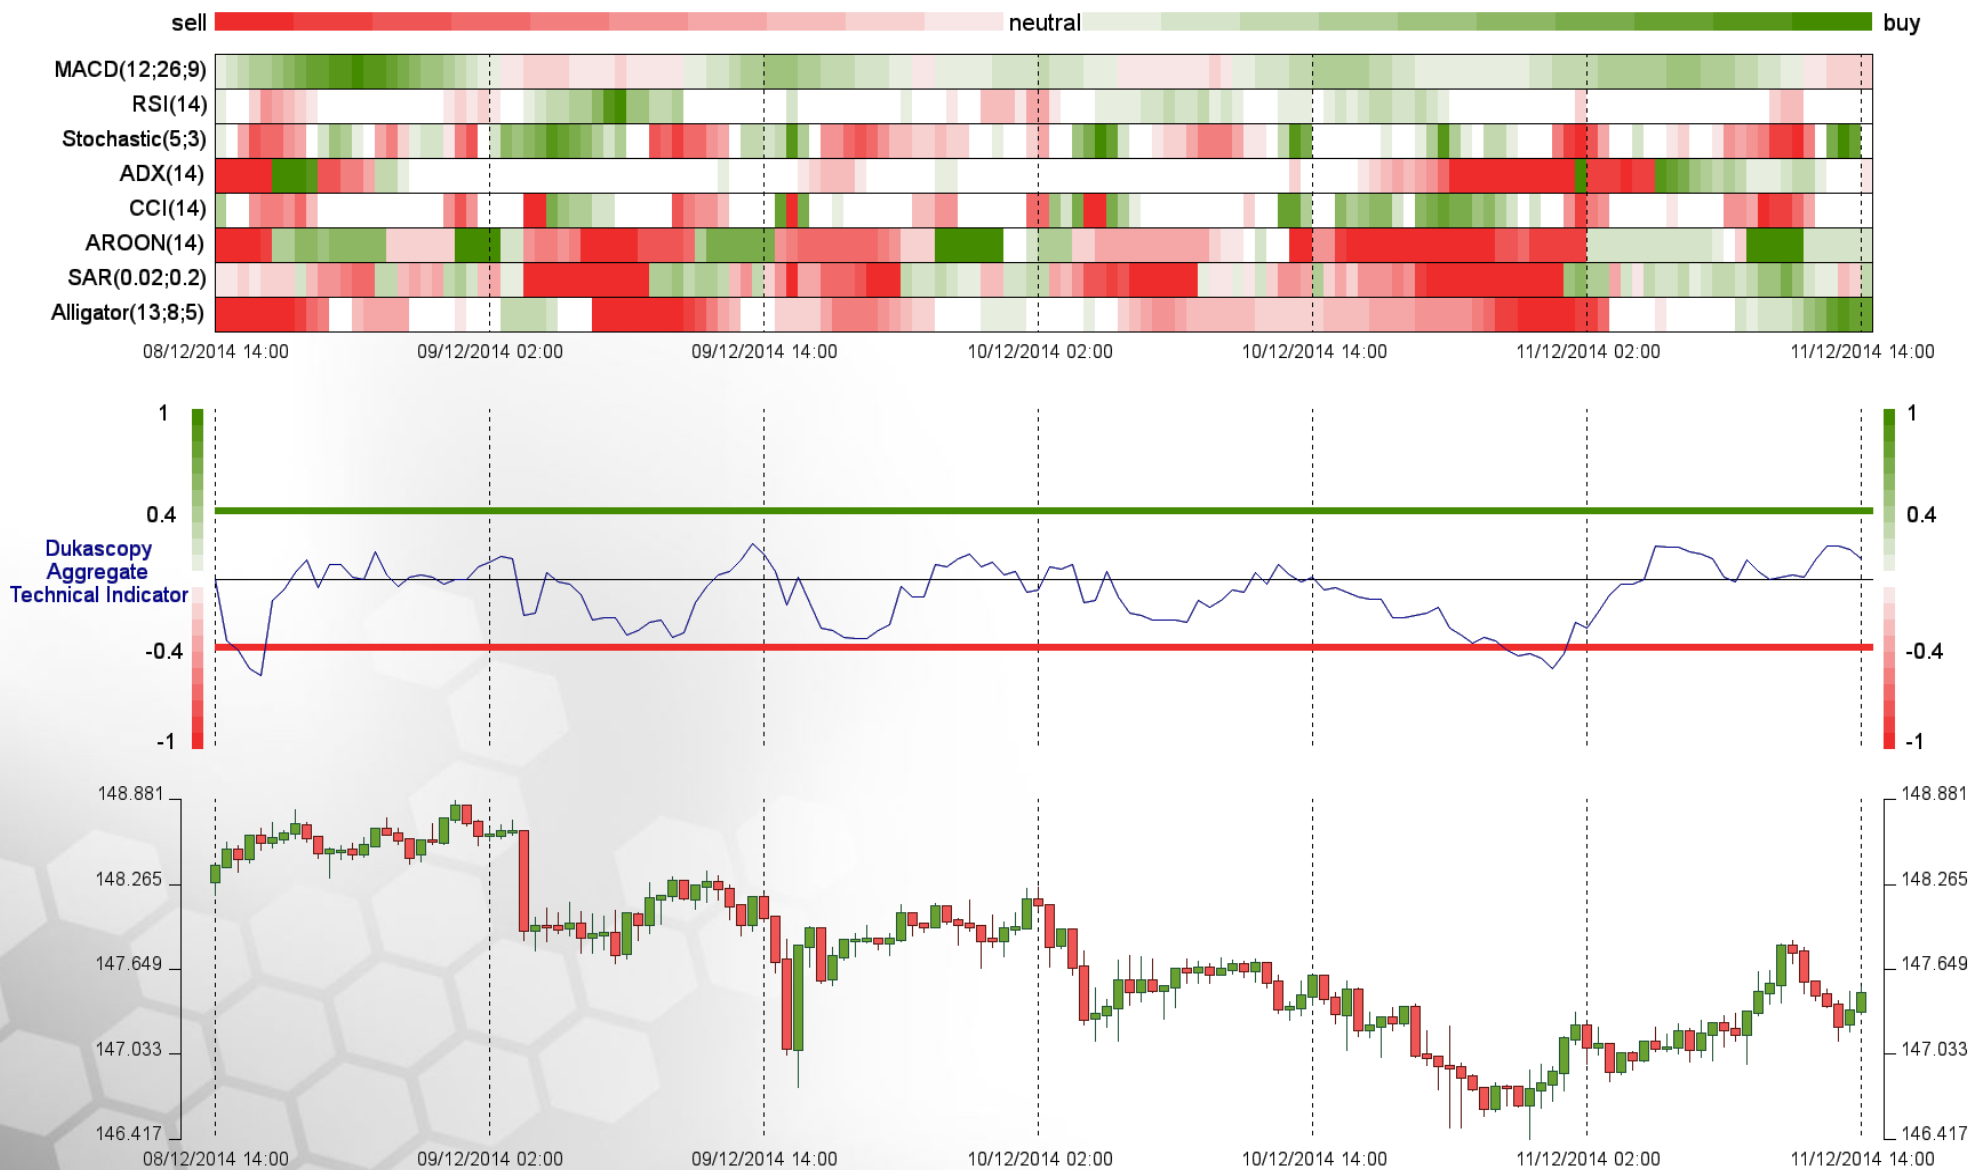 sell neutral buy
MACD(12;26;9)
RSI(14)
Stochastic(5;3)
ADX(14)
CCI(14)
AROON(14)
SAR(0.02;0.2)
Alligator(13;8;5)
08/12/2014 14:00 09/12/2014 02:00 09/12/2014 14:00 10/12/2014 02:00 10/12/2014 14:00 11/12/2014 02:00 11/12/2014 14:00
1 1
0.4 0.4
Dukascopy
Aggregate
Technical Indicator
-0.4 -0.4
-1 -1
148.881 148.881
148.265 148.265
147.649 147.649
147.033 147.033
146.417 146.417
08/12/2014 14:00 09/12/2014 02:00 09/12/2014 14:00 10/12/2014 02:00 10/12/2014 14:00 11/12/2014 02:00 11/12/2014 14:00